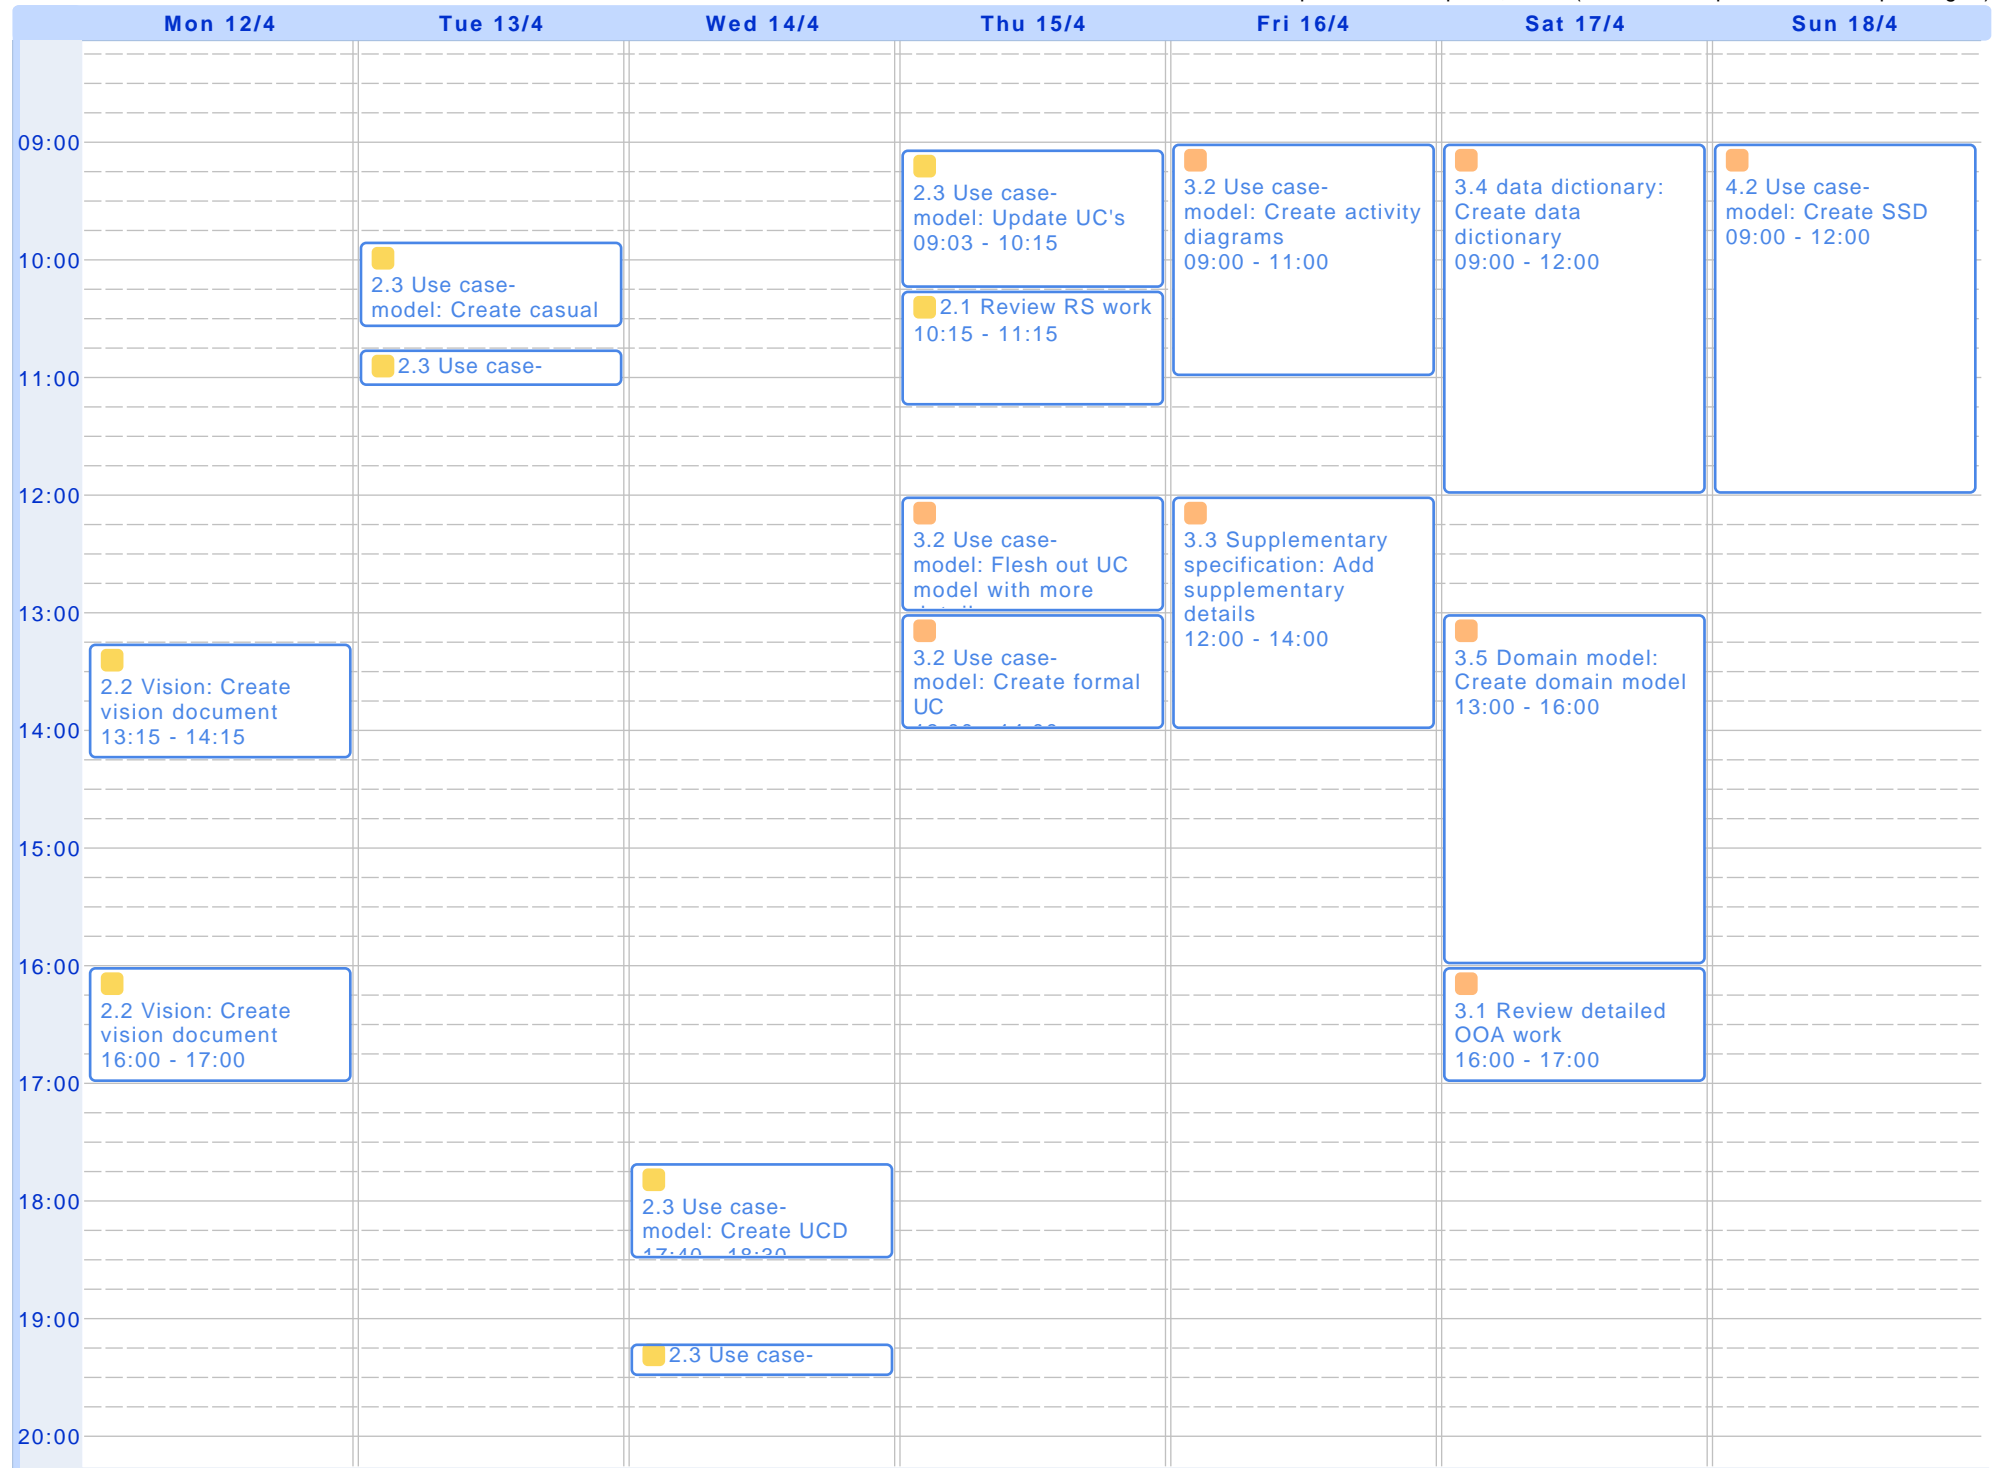 Mon 12/4
Tue 13/4
Wed 14/4
Thu 15/4
Fri 16/4
Sat 17/4
Sun 18/4
09:00
10:00
11:00
12:00
13:00
14:00
15:00
16:00
17:00
18:00
19:00
20:00
2.2 Vision: Create
vision document
13:15 - 14:15
2.2 Vision: Create
vision document
16:00 - 17:00
2.3 Use case-
model: Create casual
2.3 Use case-
2.3 Use case-
model: Create UCD
17:40 - 18:30
2.3 Use case-
2.3 Use case-
model: Update UC's
09:03 - 10:15
2.1 Review RS work
10:15 - 11:15
3.2 Use case-
model: Flesh out UC
model with more
3.2 Use case-
model: Create formal
UC
3.2 Use case-
model: Create activity
diagrams
09:00 - 11:00
3.3 Supplementary
specification: Add
supplementary
details
12:00 - 14:00
3.4 data dictionary:
Create data
dictionary
09:00 - 12:00
3.5 Domain model:
Create domain model
13:00 - 16:00
3.1 Review detailed
OOA work
16:00 - 17:00
4.2 Use case-
model: Create SSD
09:00 - 12:00